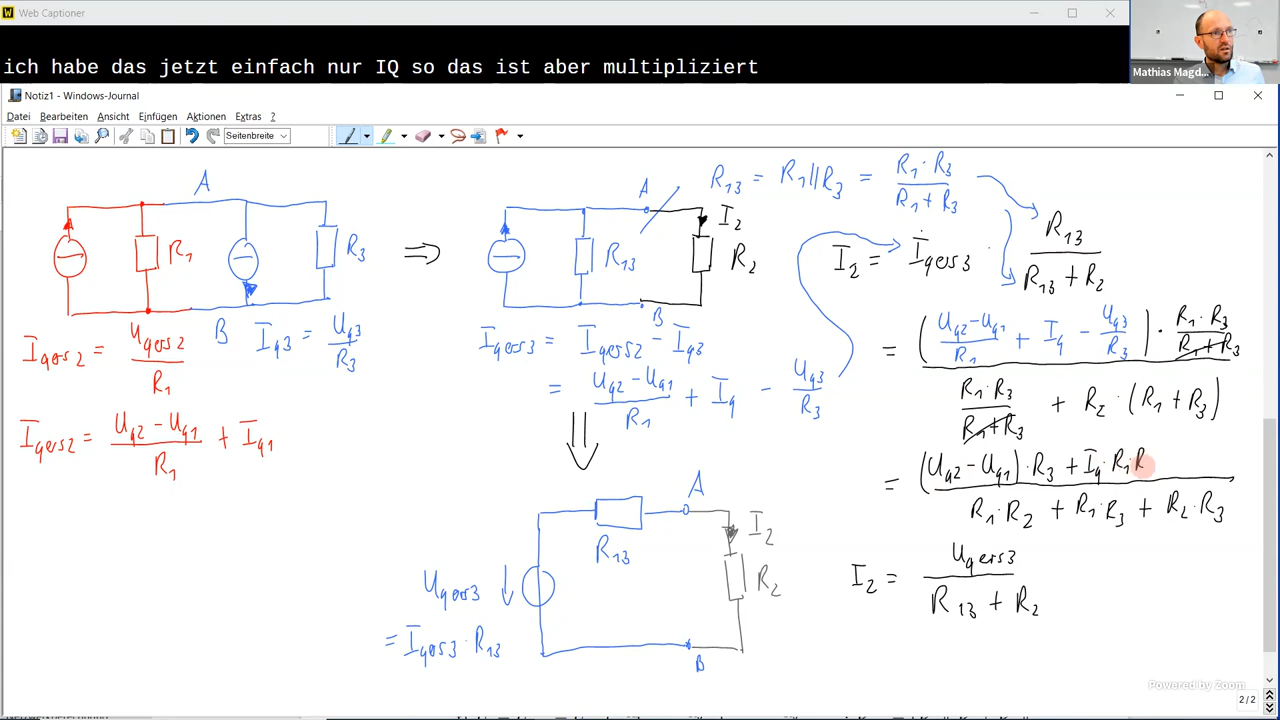 Web Captioner
ich habe das jetzt einfach nur IQ so das ist aber multipliziert
Mathias Magd...
Notiz1 - Windows-Journal
Datei Bearbeiten Ansicht Einfügen Aktionen Extras ?
Seitenbreite
A
R1
R3
B
Iqers2 = Uqers2 / R1
Iq3 = Uq3 / R3
Iqers2 = (Uq2 - Uq1) / R1 + Iq1
⇒
A
I2
R13
R2
B
R13 = R1 || R3 = (R1 · R3) / (R1 + R3)
Iqers3 = Iqers2 - Iq3
= (Uq2 - Uq1) / R1 + Iq - Uq3 / R3
⇓
A
I2
R13
R2
Uqers3
= Iqers3 · R13
B
I2 = Iqers3 · R13 / (R13 + R2)
= ((Uq2 - Uq1) / R1 + Iq - Uq3 / R3) · (R1 · R3) / (R1 + R3)
(R1 · R3) / (R1 + R3) + R2 · (R1 + R3)
= (Uq2 - Uq1) · R3 + Iq · R1 R
R1 · R2 + R1 · R3 + R2 · R3
I2 = Uqers3 / (R13 + R2)
Powered by Zoom
2 / 2